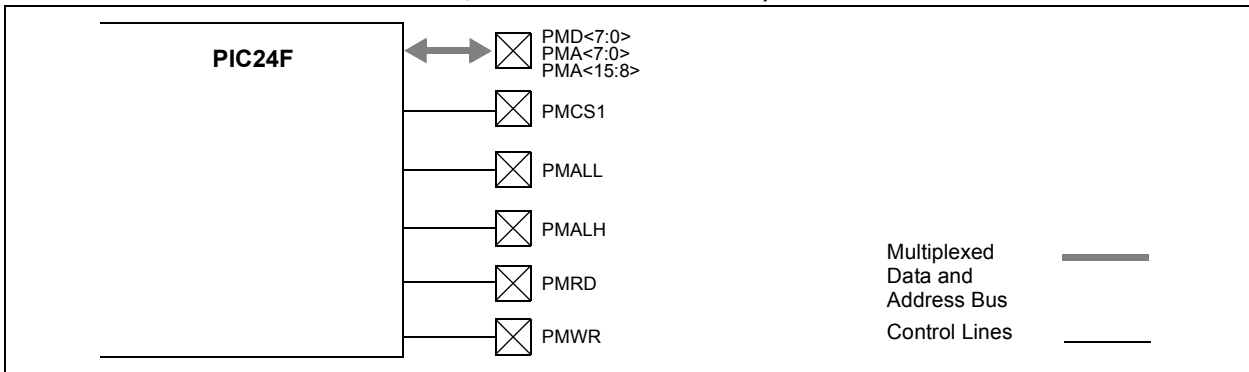 PIC24F
PMD<7:0>
PMA<7:0>
PMA<15:8>
PMCS1
PMALL
PMALH
PMRD
PMWR
Multiplexed
Data and
Address Bus
Control Lines